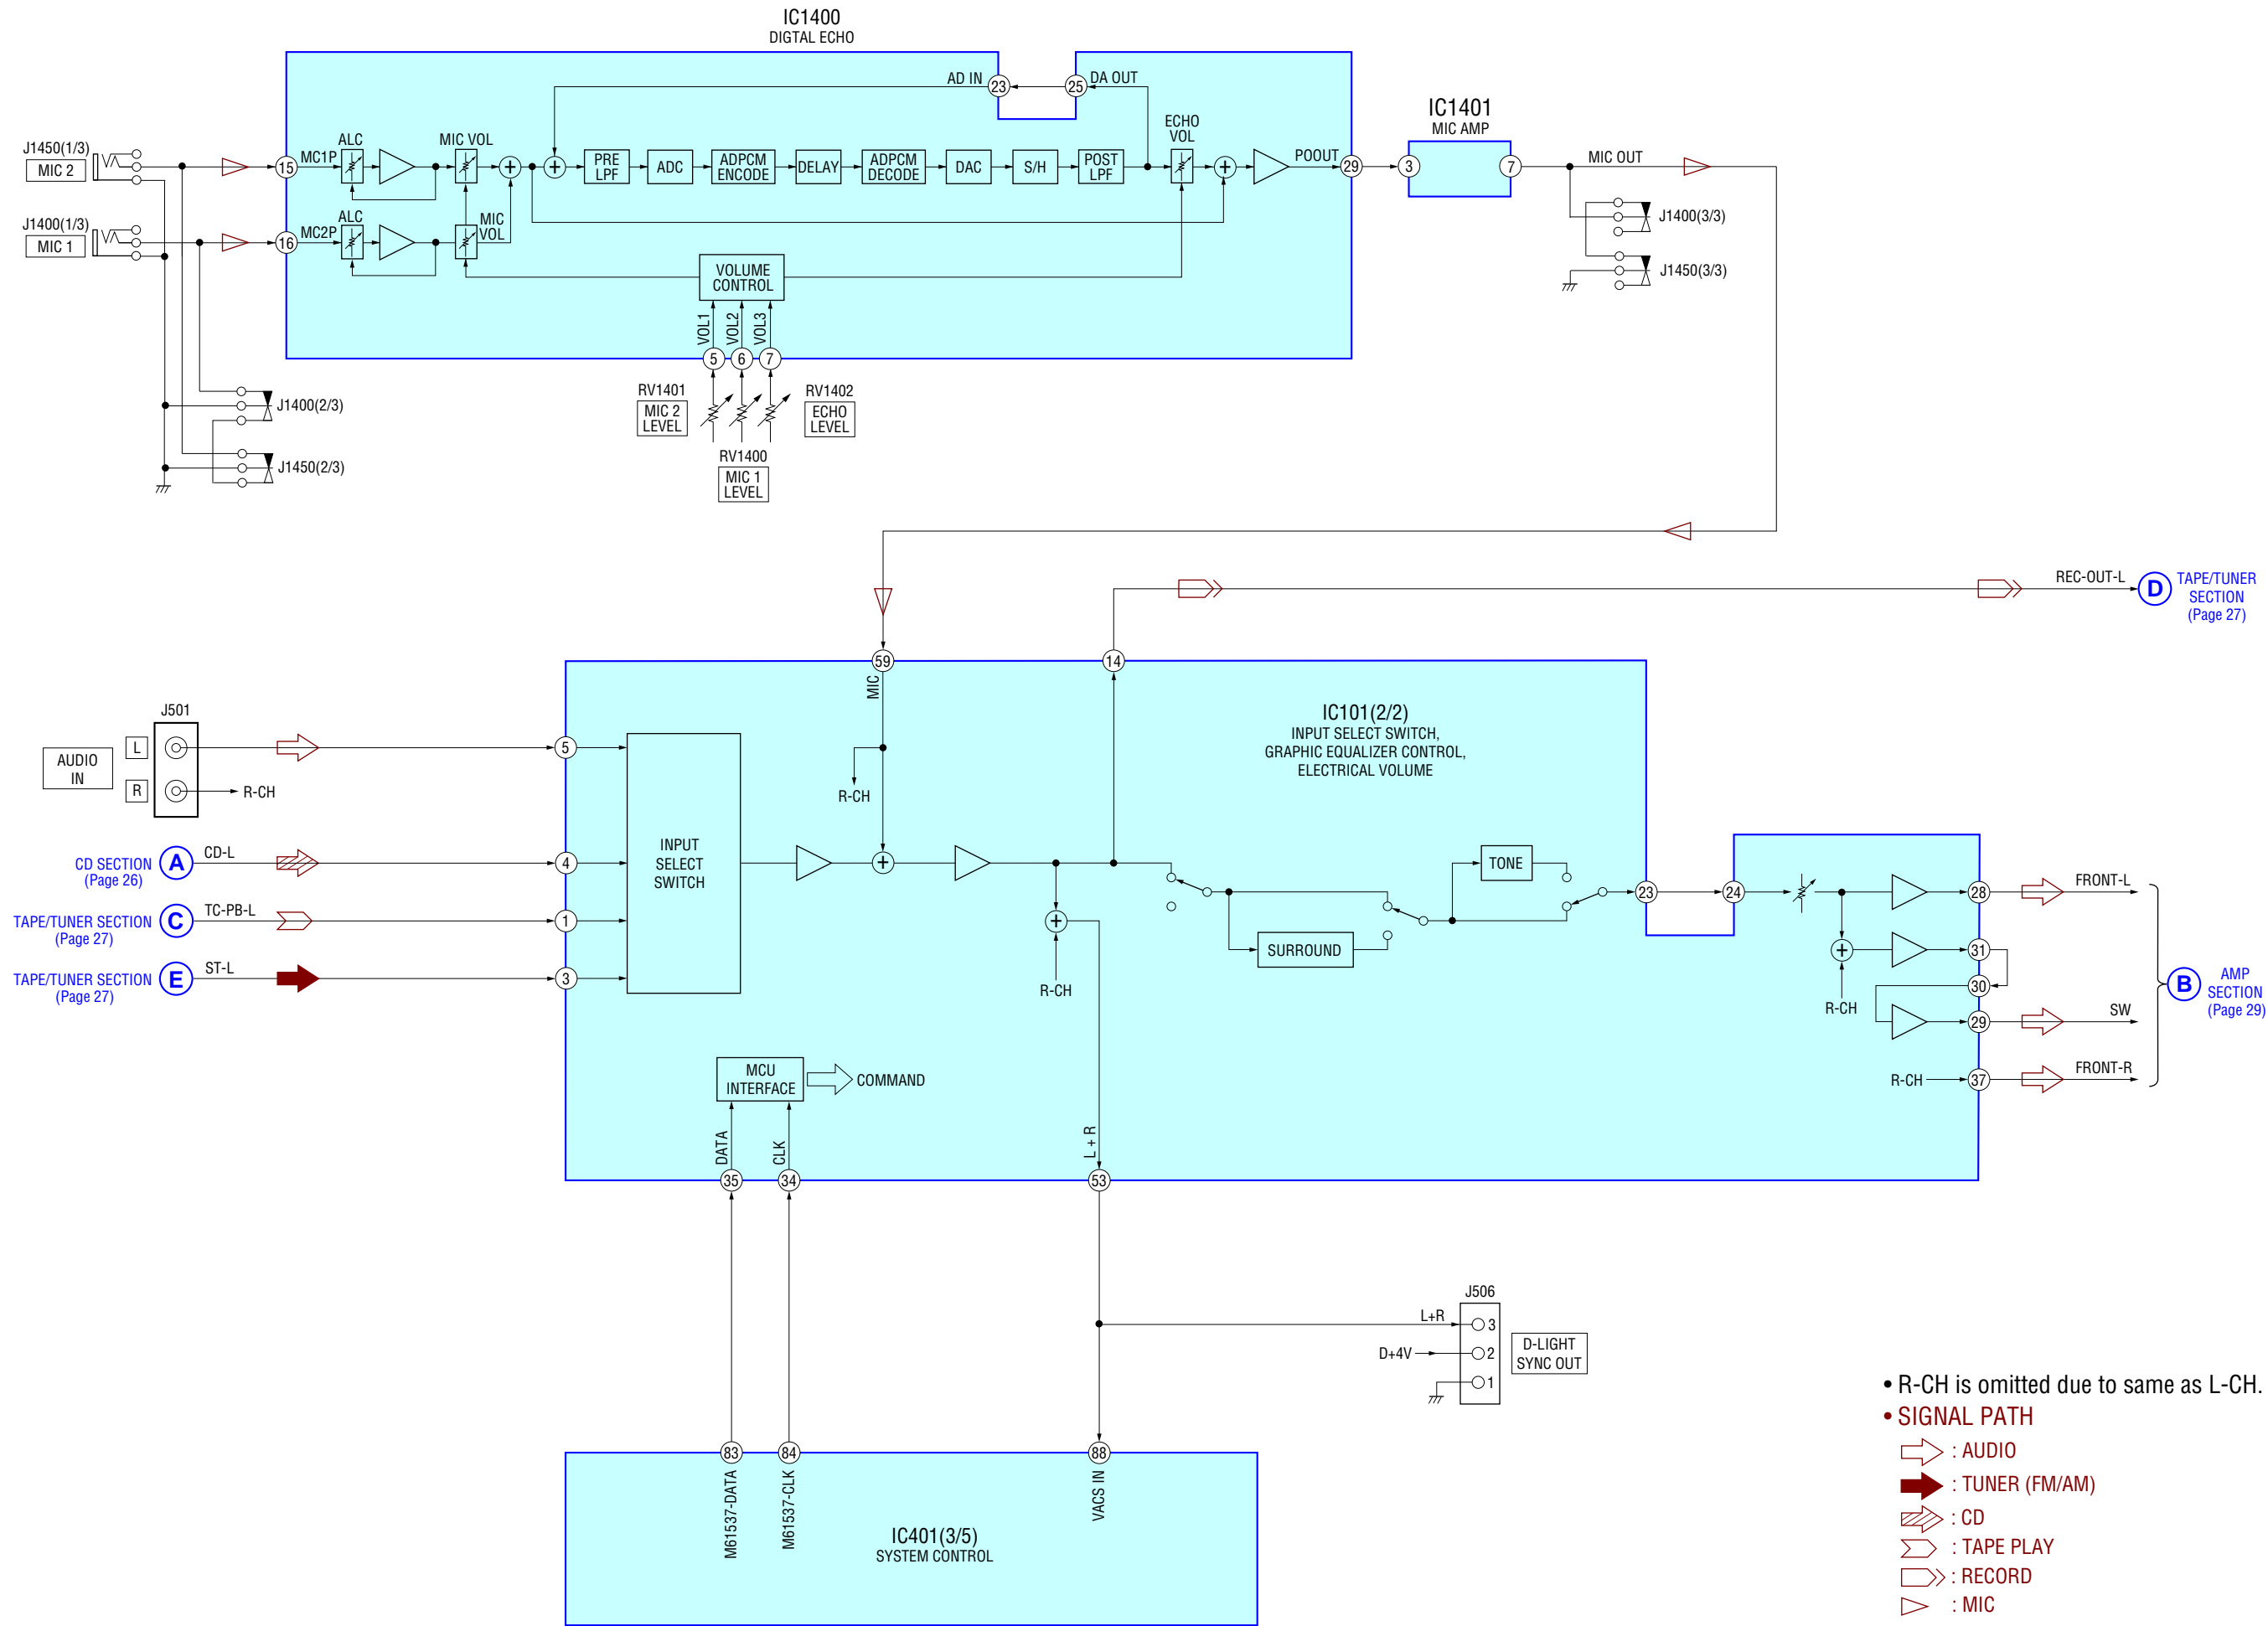 IC1400
DIGTAL ECHO
AD IN
23
25
DA OUT
IC1401
MIC AMP
J1450(1/3)
MIC 2
15
MC1P
ALC
MIC VOL
+
+
PRE
LPF
ADC
ADPCM
ENCODE
DELAY
ADPCM
DECODE
DAC
S/H
POST
LPF
ECHO
VOL
+
POOUT
29
3
7
MIC OUT
J1400(1/3)
MIC 1
16
MC2P
ALC
MIC
VOL
J1400(3/3)
J1450(3/3)
VOLUME
CONTROL
VOL1
VOL2
VOL3
5
6
7
RV1401
MIC 2
LEVEL
RV1402
ECHO
LEVEL
RV1400
MIC 1
LEVEL
J1400(2/3)
J1450(2/3)
REC-OUT-L
D
TAPE/TUNER
SECTION
(Page 27)
59
MIC
14
IC101(2/2)
INPUT SELECT SWITCH,
GRAPHIC EQUALIZER CONTROL,
ELECTRICAL VOLUME
J501
AUDIO
IN
L
R
R-CH
5
R-CH
INPUT
SELECT
SWITCH
CD SECTION
(Page 26)
A
CD-L
4
+
TAPE/TUNER SECTION
(Page 27)
C
TC-PB-L
1
TAPE/TUNER SECTION
(Page 27)
E
ST-L
3
+
R-CH
SURROUND
TONE
23
24
28
FRONT-L
+
R-CH
31
30
29
SW
R-CH
37
FRONT-R
B
AMP
SECTION
(Page 29)
MCU
INTERFACE
COMMAND
DATA
CLK
L + R
35
34
53
J506
L+R
3
D+4V
2
1
D-LIGHT
SYNC OUT
83
84
88
M61537-DATA
M61537-CLK
VACS IN
IC401(3/5)
SYSTEM CONTROL
• R-CH is omitted due to same as L-CH.
• SIGNAL PATH
: AUDIO
: TUNER (FM/AM)
: CD
: TAPE PLAY
: RECORD
: MIC